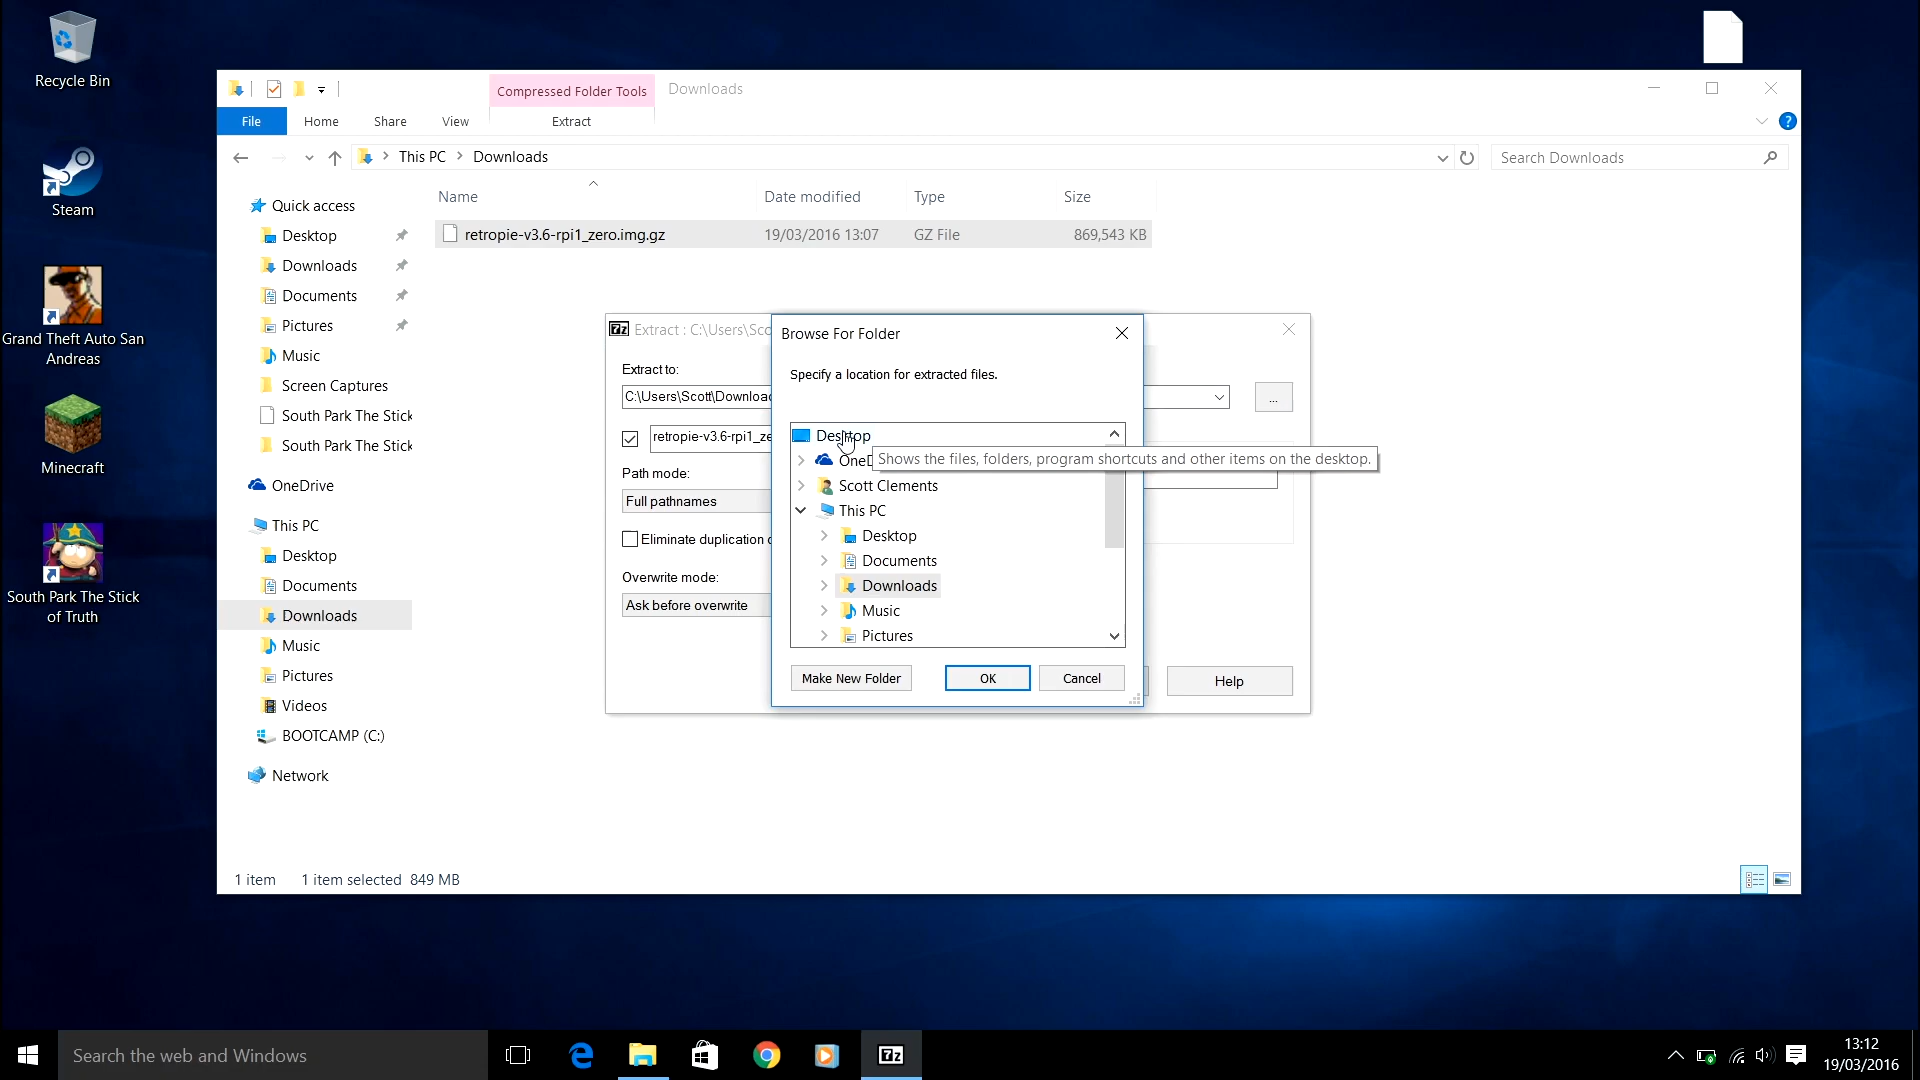 Recycle Bin
Steam
Grand Theft Auto San
Andreas
Minecraft
South Park The Stick
of Truth
Compressed Folder Tools
Downloads
File
Home
Share
View
Extract
This PC
Downloads
Search Downloads
Name
Date modified
Type
Size
retropie-v3.6-rpi1_zero.img.gz
19/03/2016 13:07
GZ File
869,543 KB
Quick access
Desktop
Downloads
Documents
Pictures
Music
Screen Captures
South Park The Stick
South Park The Stick
OneDrive
This PC
Desktop
Documents
Downloads
Music
Pictures
Videos
BOOTCAMP (C:)
Network
1 item
1 item selected 849 MB
7z
Extract : C:\Users\Sco
Extract to:
C:\Users\Scott\Downloa
...
retropie-v3.6-rpi1_ze
Path mode:
Full pathnames
Eliminate duplication
Overwrite mode:
Ask before overwrite
Help
Browse For Folder
Specify a location for extracted files.
Desktop
OneD
Shows the files, folders, program shortcuts and other items on the desktop.
Scott Clements
This PC
Desktop
Documents
Downloads
Music
Pictures
Make New Folder
OK
Cancel
Search the web and Windows
7z
13:12
19/03/2016